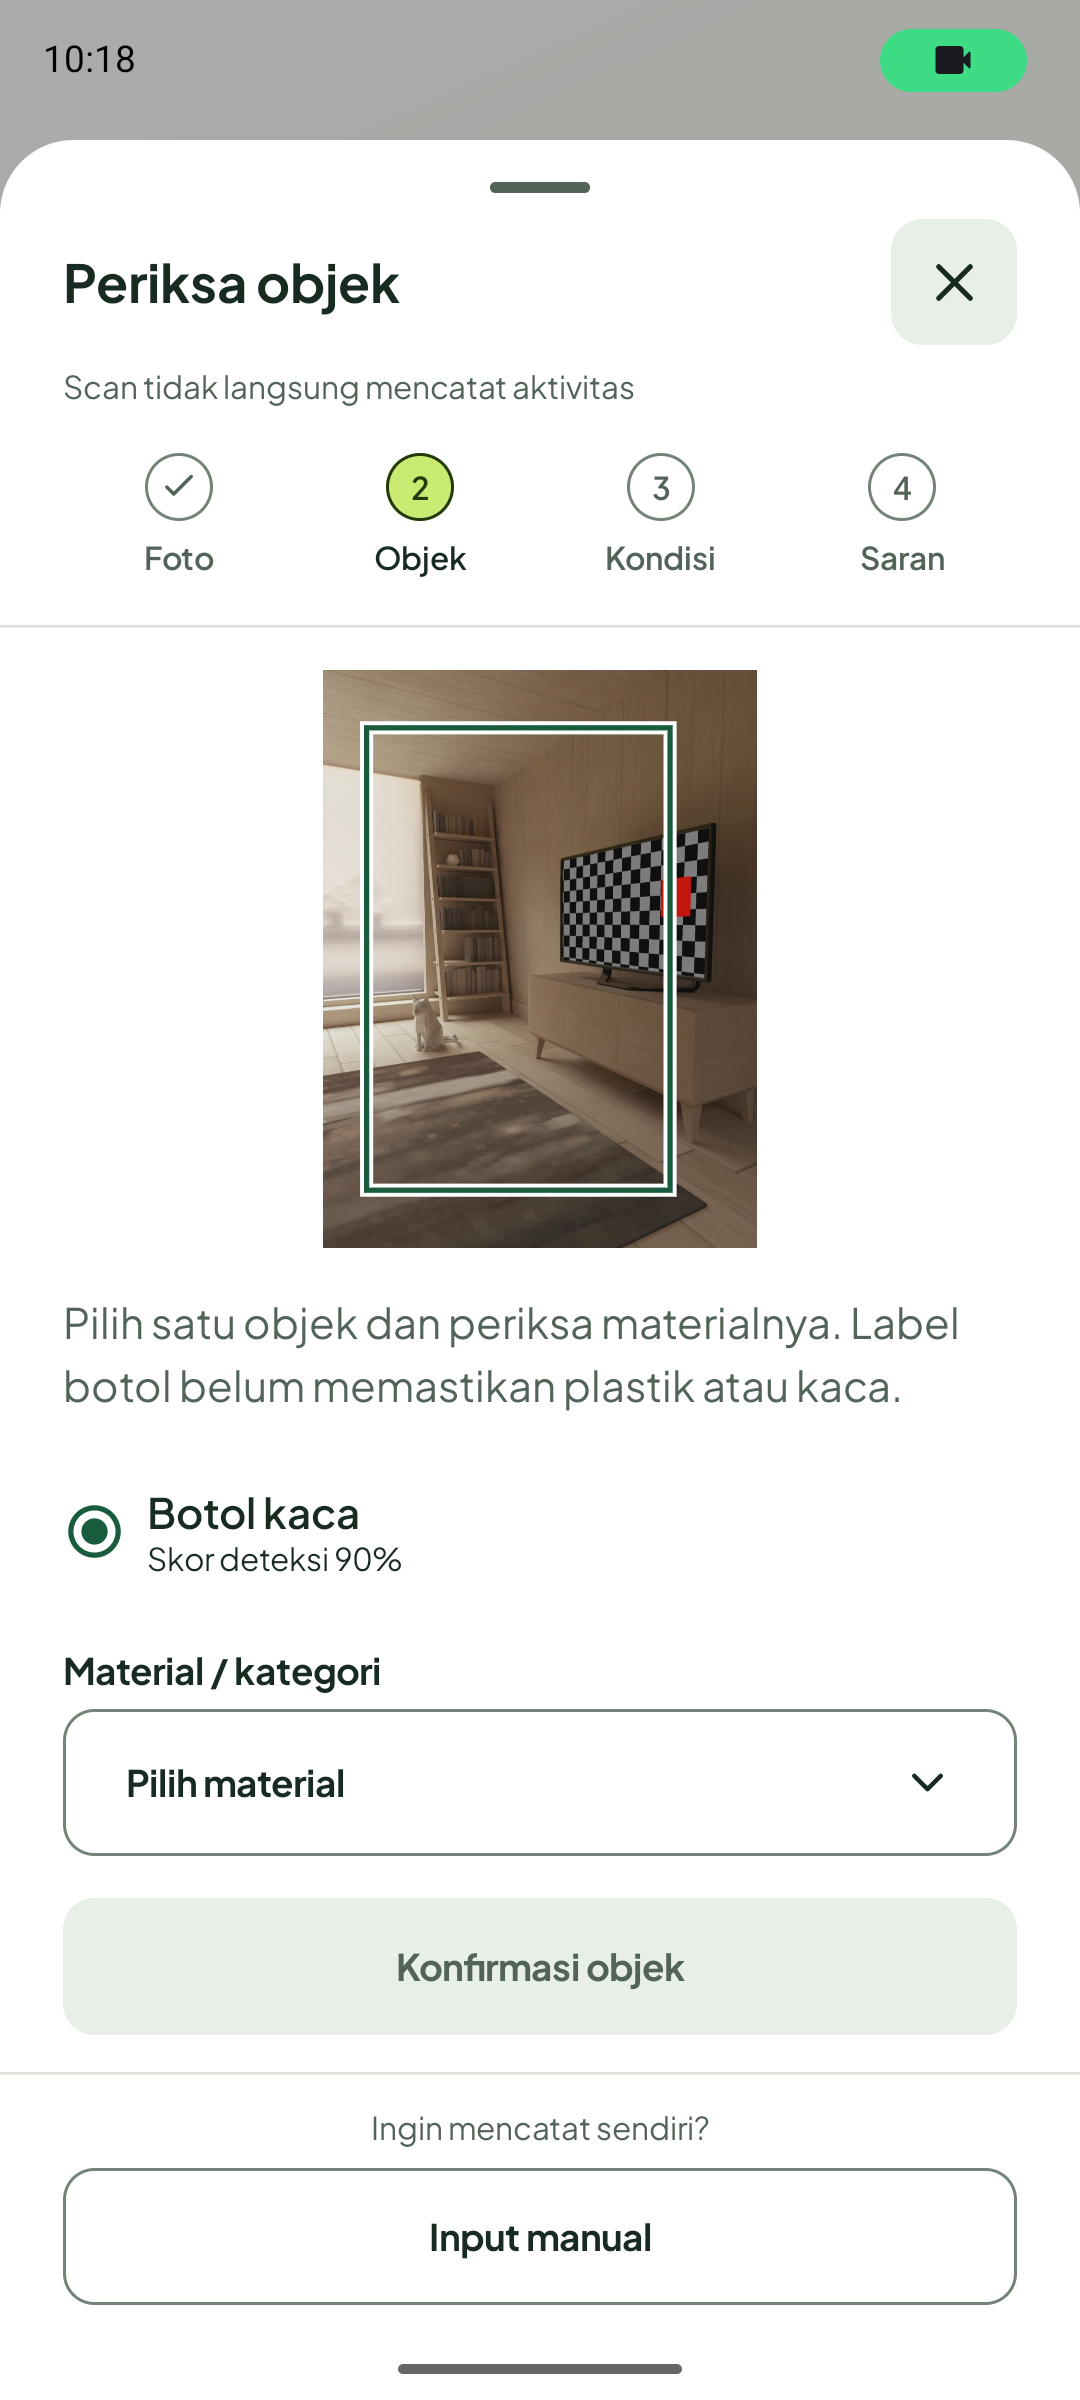 10:18
Periksa objek
Scan tidak langsung mencatat aktivitas
2
3
4
Foto
Objek
Kondisi
Saran
Pilih satu objek dan periksa materialnya. Label
botol belum memastikan plastik atau kaca.
Botol kaca
Skor deteksi 90%
Material / kategori
Pilih material
Konfirmasi objek
Ingin mencatat sendiri?
Input manual